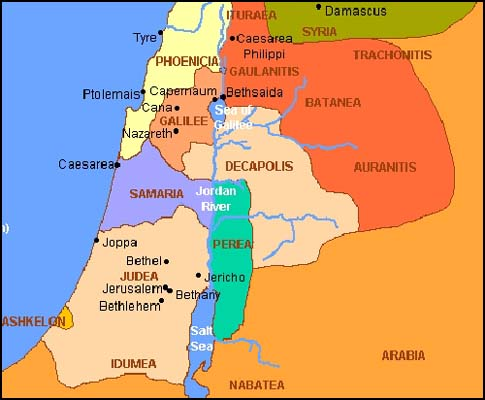 Damascus
ITURAEA
SYRIA
Tyre
Caesarea
Philippi
TRACHONITIS
PHOENICIA
GAULANITIS
Ptolemais
Capernaum
Bethsaida
BATANEA
Cana
Sea of
Galilee
GALILEE
Nazareth
Caesarea
DECAPOLIS
AURANITIS
SAMARIA
Jordan
River
n)
Joppa
PEREA
Bethel
JUDEA
Jericho
Jerusalem
Bethany
Bethlehem
ASHKELON
Salt
Sea
IDUMEA
ARABIA
NABATEA